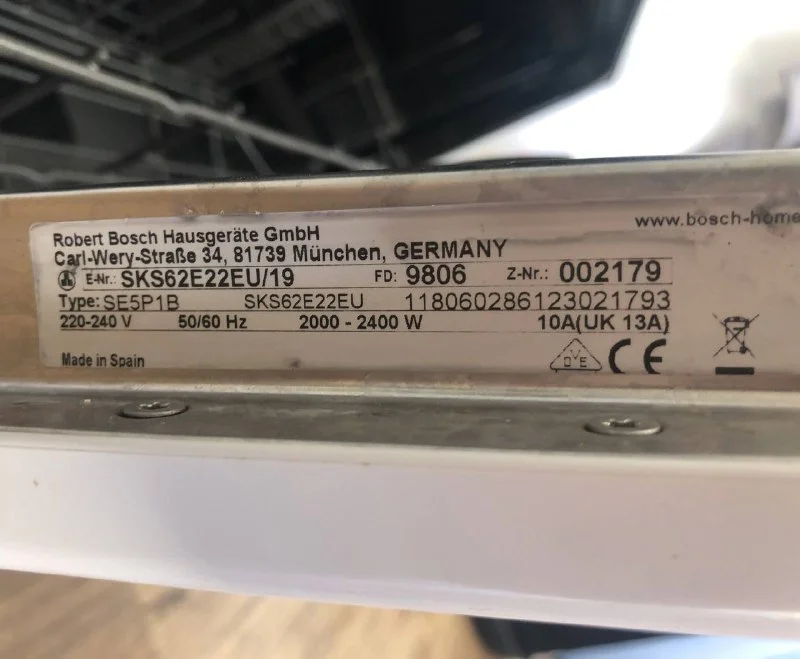 www.bosch-home
Robert Bosch Hausgeräte GmbH
Carl-Wery-Straße 34, 81739 München, GERMANY
E-Nr.: SKS62E22EU/19 FD: 9806 Z-Nr.: 002179
Type: SE5P1B SKS62E22EU 118060286123021793
220-240 V 50/60 Hz 2000 - 2400 W 10A(UK 13A)
Made in Spain
DVE CE